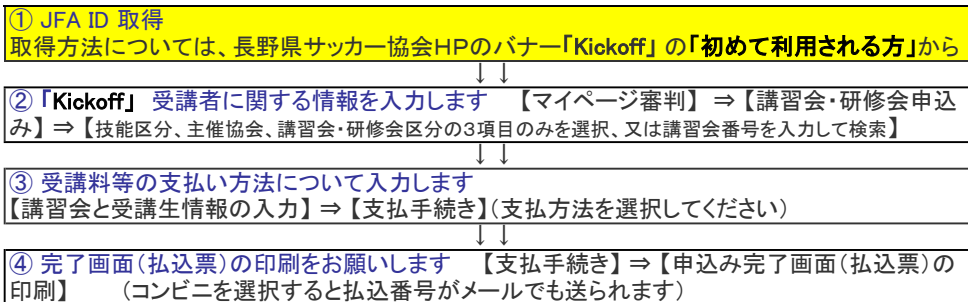 ① JFA ID 取得
取得方法については、長野県サッカー協会HPのバナー「Kickoff」 の「初めて利用される方」から
↓ ↓
② 「Kickoff」 受講者に関する情報を入力します 【マイページ審判】 ⇒ 【講習会・研修会申込
み】 ⇒ 【技能区分、主催協会、講習会・研修会区分の3項目のみを選択、又は講習会番号を入力して検索】
↓ ↓
③ 受講料等の支払い方法について入力します
【講習会と受講生情報の入力】 ⇒ 【支払手続き】(支払方法を選択してください)
↓ ↓
④ 完了画面(払込票)の印刷をお願いします 【支払手続き】 ⇒ 【申込み完了画面(払込票)の
印刷】 (コンビニを選択すると払込番号がメールでも送られます)